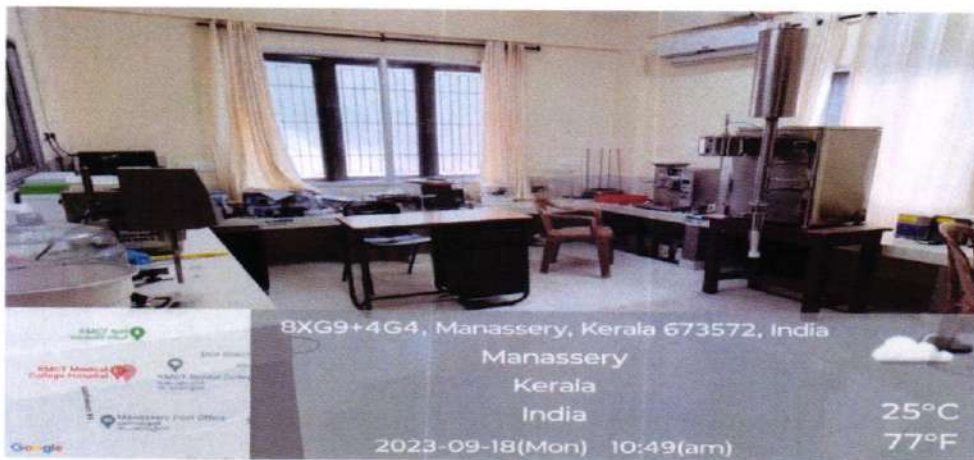 8XG9+4G4, Manassery, Kerala 673572, India
Manassery
Kerala
India
2023-09-18(Mon) 10:49(am)
25°C
77°F
KMCT Medical
College Hospital
Manassery Post Office
Google